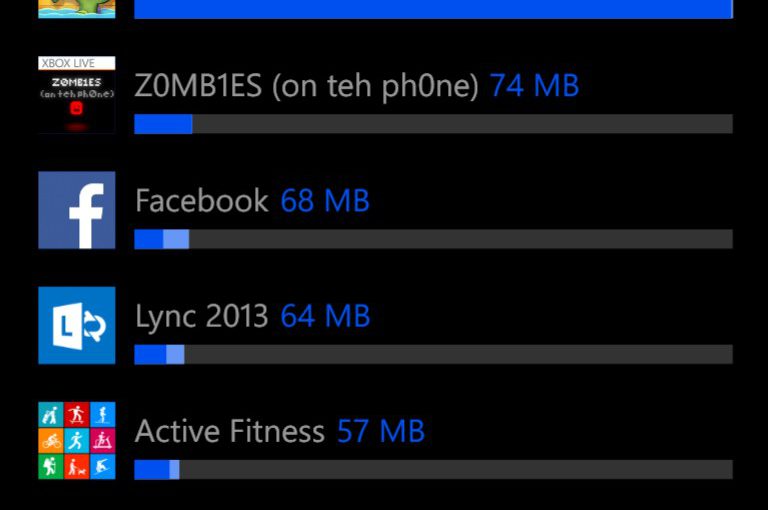 XBOX LIVE
Z0MB1ES
(on teh ph0ne)
Z0MB1ES (on teh ph0ne) 74 MB
f
Facebook 68 MB
L
Lync 2013 64 MB
Active Fitness 57 MB